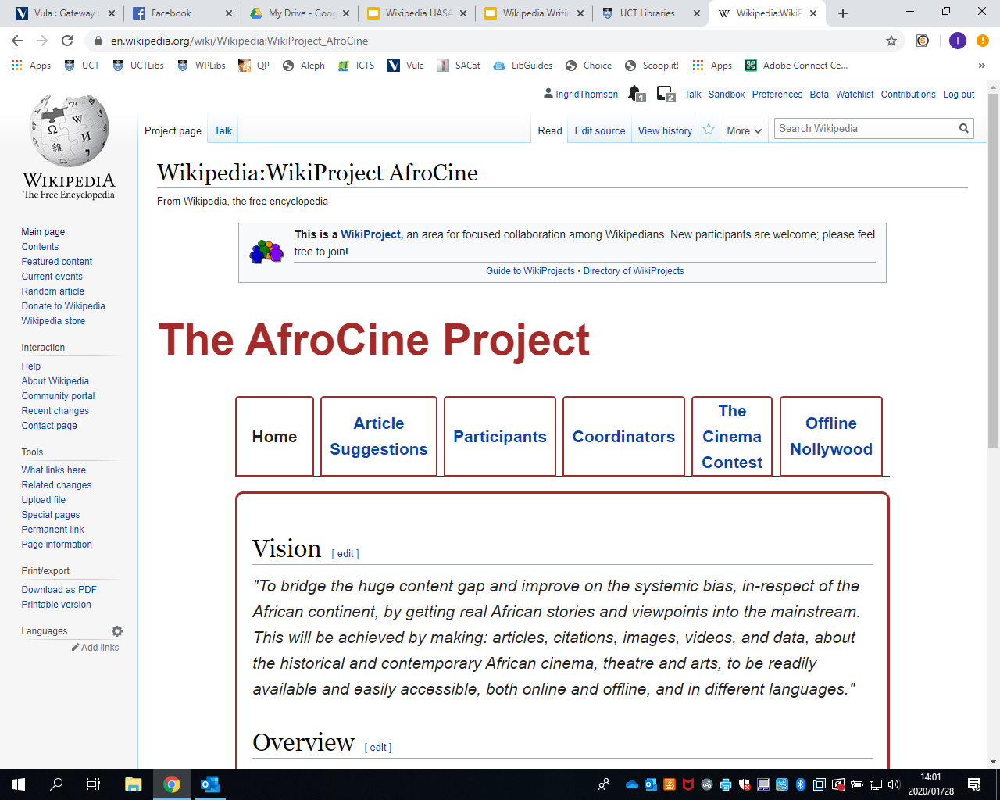 Vula : Gateway :
Facebook
My Drive - Goog
Wikipedia LIASA
Wikipedia Writin
UCT Libraries
Wikipedia:WikiP
en.wikipedia.org/wiki/Wikipedia:WikiProject_AfroCine
Apps UCT UCTLibs WPLibs QP Aleph ICTS Vula SACat LibGuides Choice Scoop.it! Apps Adobe Connect Ce... »
IngridThomson 1 2 Talk Sandbox Preferences Beta Watchlist Contributions Log out
Project page Talk Read Edit source View history More Search Wikipedia
WIKIPEDIA
The Free Encyclopedia
Main page
Contents
Featured content
Current events
Random article
Donate to Wikipedia
Wikipedia store
Interaction
Help
About Wikipedia
Community portal
Recent changes
Contact page
Tools
What links here
Related changes
Upload file
Special pages
Permanent link
Page information
Print/export
Download as PDF
Printable version
Languages
Add links
Wikipedia:WikiProject AfroCine
From Wikipedia, the free encyclopedia
This is a WikiProject, an area for focused collaboration among Wikipedians. New participants are welcome; please feel
free to join!
Guide to WikiProjects · Directory of WikiProjects
The AfroCine Project
Home
Article
Suggestions
Participants
Coordinators
The
Cinema
Contest
Offline
Nollywood
Vision [ edit ]
"To bridge the huge content gap and improve on the systemic bias, in-respect of the
African continent, by getting real African stories and viewpoints into the mainstream.
This will be achieved by making: articles, citations, images, videos, and data, about
the historical and contemporary African cinema, theatre and arts, to be readily
available and easily accessible, both online and offline, and in different languages."
Overview [ edit ]
14:01
2020/01/28